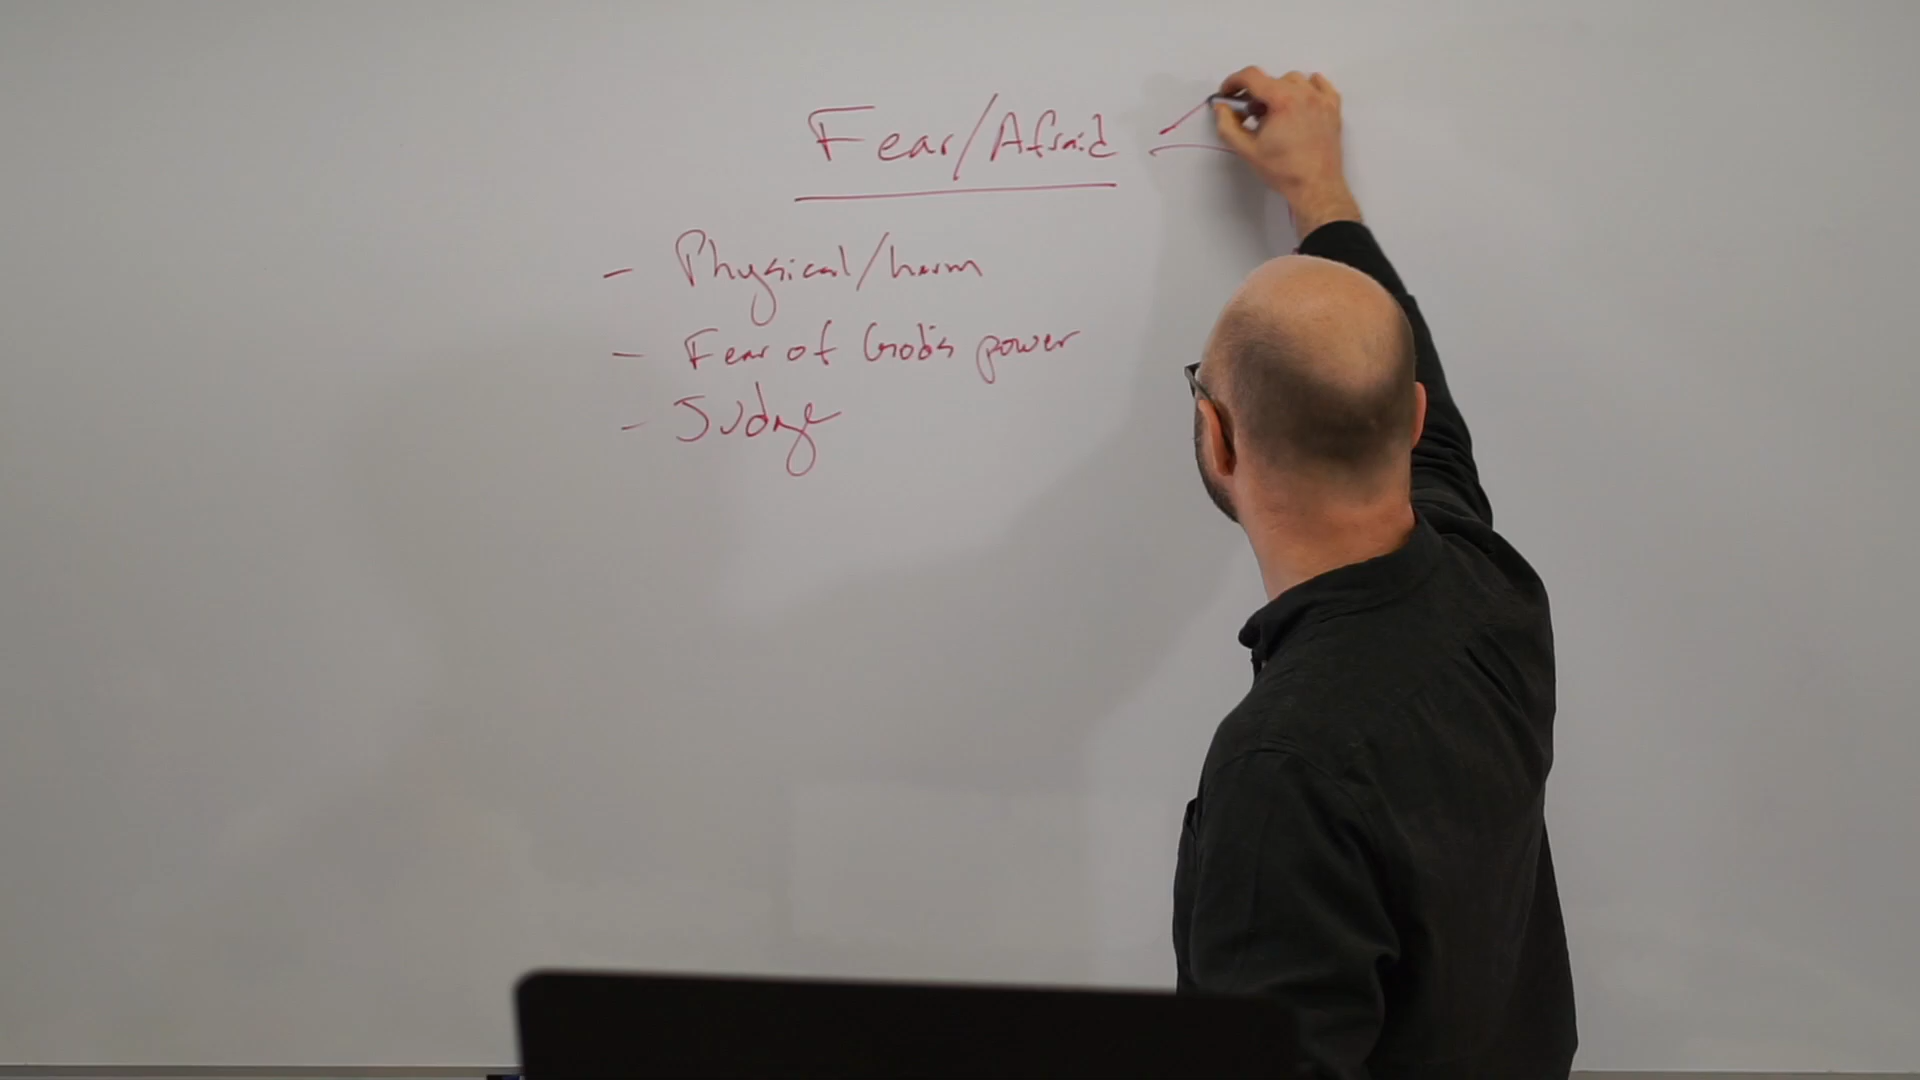 Fear/Afraid
- Physical/harm
- Fear of God's power
- Judge